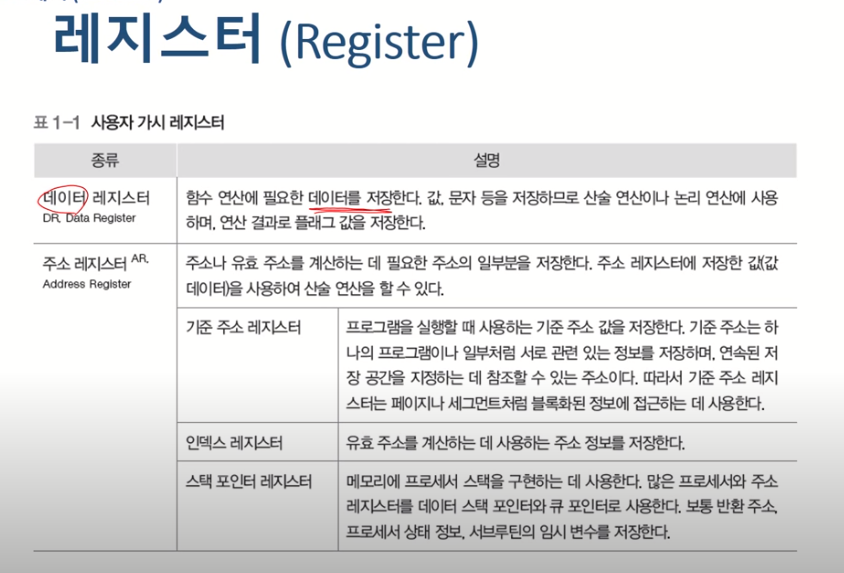 레지스터 (Register)
표 1-1 사용자 가시 레지스터
종류 설명
데이터 레지스터
DR, Data Register
함수 연산에 필요한 데이터를 저장한다. 값, 문자 등을 저장하므로 산술 연산이나 논리 연산에 사용
하며, 연산 결과로 플래그 값을 저장한다.
주소 레지스터 AR,
Address Register
주소나 유효 주소를 계산하는 데 필요한 주소의 일부분을 저장한다. 주소 레지스터에 저장한 값(값
데이터)을 사용하여 산술 연산을 할 수 있다.
기준 주소 레지스터
프로그램을 실행할 때 사용하는 기준 주소 값을 저장한다. 기준 주소는 하
나의 프로그램이나 일부처럼 서로 관련 있는 정보를 저장하며, 연속된 저
장 공간을 지정하는 데 참조할 수 있는 주소이다. 따라서 기준 주소 레지
스터는 페이지나 세그먼트처럼 블록화된 정보에 접근하는 데 사용한다.
인덱스 레지스터
유효 주소를 계산하는 데 사용하는 주소 정보를 저장한다.
스택 포인터 레지스터
메모리에 프로세서 스택을 구현하는 데 사용한다. 많은 프로세서와 주소
레지스터를 데이터 스택 포인터와 큐 포인터로 사용한다. 보통 반환 주소,
프로세서 상태 정보, 서브루틴의 임시 변수를 저장한다.